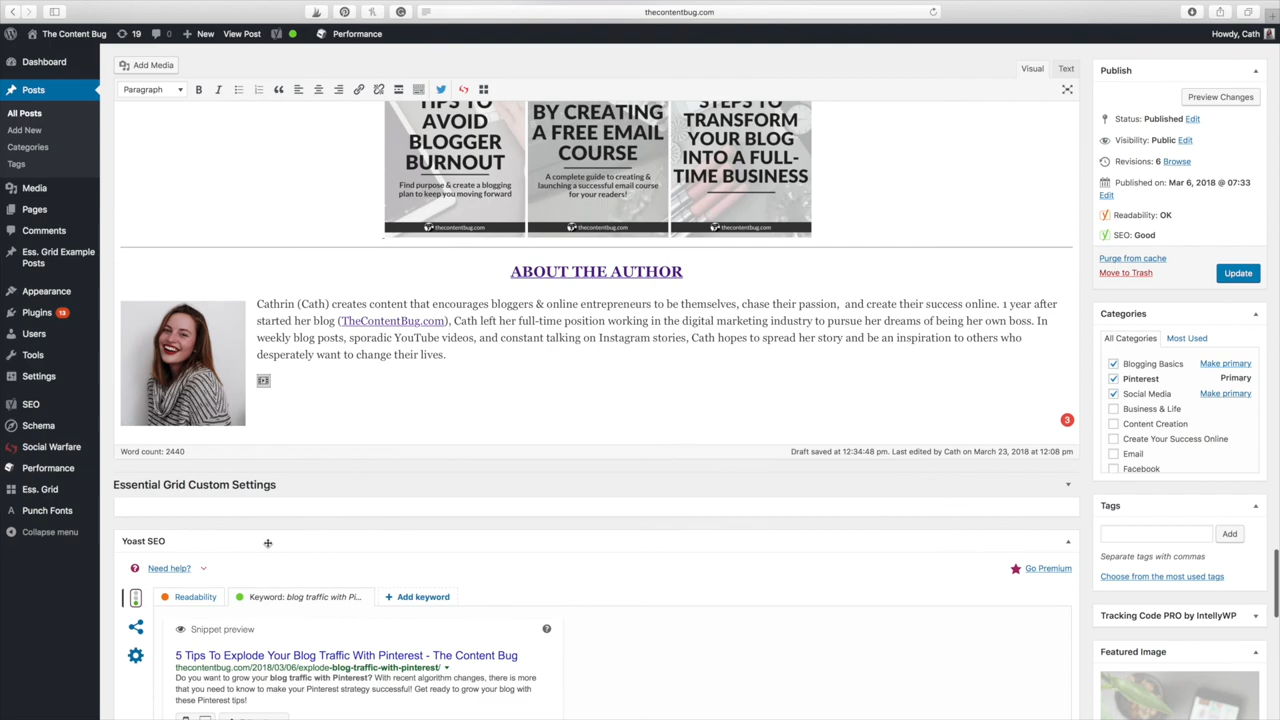 thecontentbug.com
The Content Bug
19
0
New
View Post
Performance
Howdy, Cath
Dashboard
Posts
All Posts
Add New
Categories
Tags
Media
Pages
Comments
Ess. Grid Example
Posts
Appearance
Plugins 13
Users
Tools
Settings
SEO
Schema
Social Warfare
Performance
Ess. Grid
Punch Fonts
Collapse menu
Add Media
Visual
Text
Paragraph
B
I
TIPS TO
AVOID
BLOGGER
BURNOUT
Find purpose & create a blogging
plan to keep you moving forward
thecontentbug.com
BY CREATING
A FREE EMAIL
COURSE
A complete guide to creating &
launching a successful email course
for your readers!
thecontentbug.com
STEPS TO
TRANSFORM
YOUR BLOG
INTO A FULL-
TIME BUSINESS
thecontentbug.com
ABOUT THE AUTHOR
Cathrin (Cath) creates content that encourages bloggers & online entrepreneurs to be themselves, chase their passion, and create their success online. 1 year after
started her blog (TheContentBug.com), Cath left her full-time position working in the digital marketing industry to pursue her dreams of being her own boss. In
weekly blog posts, sporadic YouTube videos, and constant talking on Instagram stories, Cath hopes to spread her story and be an inspiration to others who
desperately want to change their lives.
3
Word count: 2440
Draft saved at 12:34:48 pm. Last edited by Cath on March 23, 2018 at 12:08 pm
Essential Grid Custom Settings
Yoast SEO
Need help?
Go Premium
Readability
Keyword: blog traffic with Pi...
Add keyword
Snippet preview
5 Tips To Explode Your Blog Traffic With Pinterest - The Content Bug
thecontentbug.com/2018/03/06/explode-blog-traffic-with-pinterest/
Do you want to grow your blog traffic with Pinterest? With recent algorithm changes, there is more
that you need to know to make your Pinterest strategy successful! Get ready to grow your blog with
these Pinterest tips!
Publish
Preview Changes
Status: Published Edit
Visibility: Public Edit
Revisions: 6 Browse
Published on: Mar 6, 2018 @ 07:33
Edit
Readability: OK
SEO: Good
Purge from cache
Move to Trash
Update
Categories
All Categories
Most Used
Blogging Basics Make primary
Pinterest Primary
Social Media Make primary
Business & Life
Content Creation
Create Your Success Online
Email
Facebook
Tags
Add
Separate tags with commas
Choose from the most used tags
Tracking Code PRO by IntellyWP
Featured Image